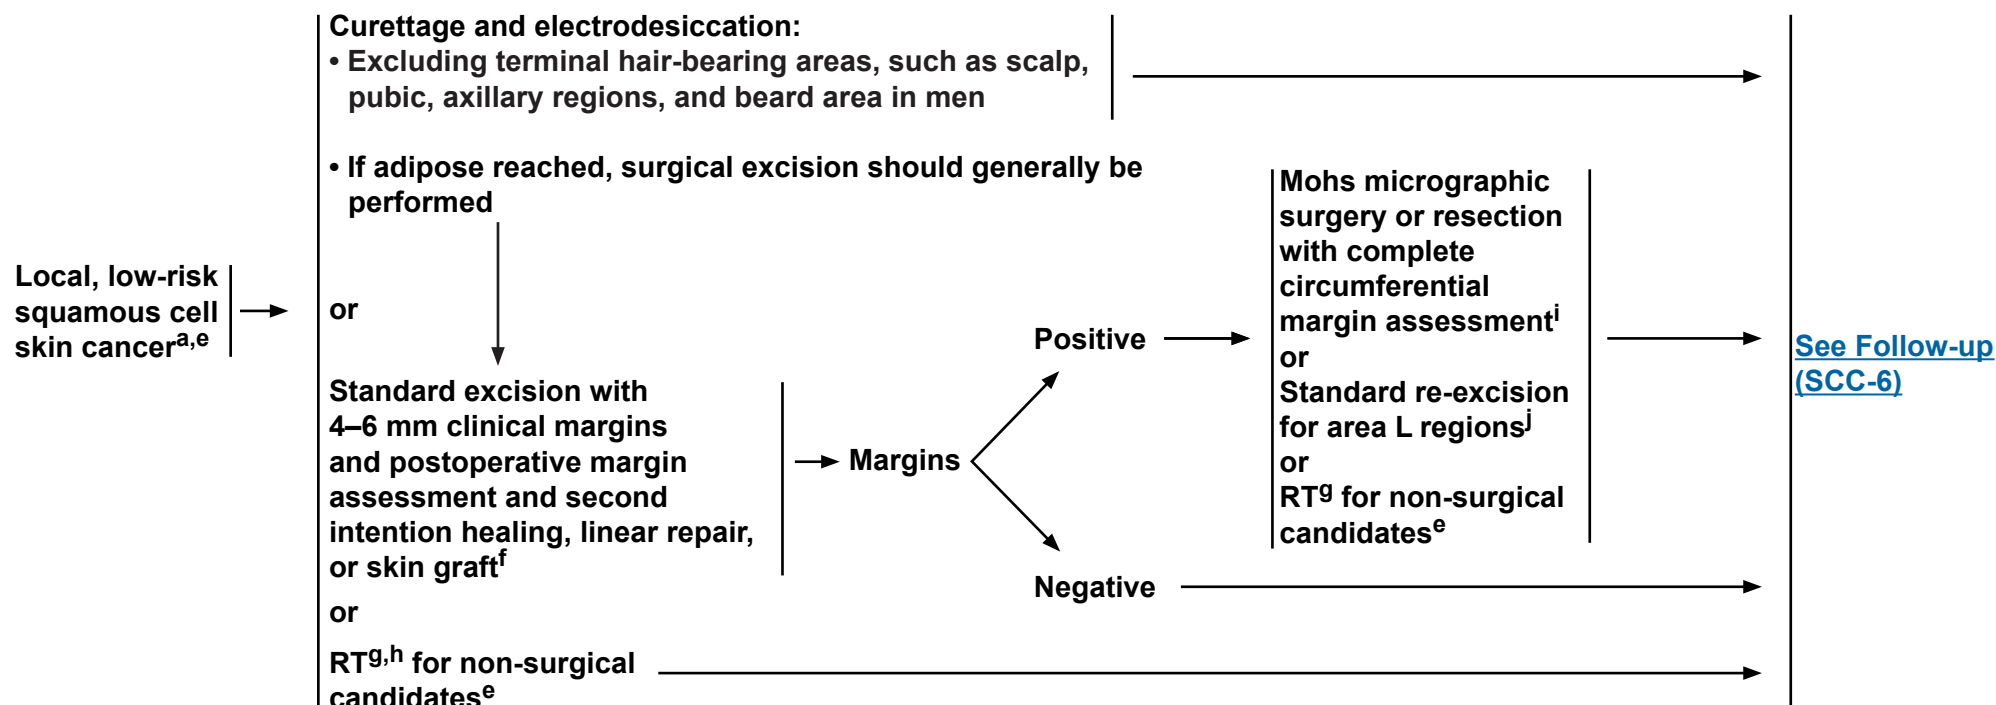 Local, low-risk
squamous cell
skin cancera,e
Curettage and electrodesiccation:
• Excluding terminal hair-bearing areas, such as scalp,
pubic, axillary regions, and beard area in men
• If adipose reached, surgical excision should generally be
performed
or
Standard excision with
4–6 mm clinical margins
and postoperative margin
assessment and second
intention healing, linear repair,
or skin graftf
or
RTg,h for non-surgical
candidatese
Margins
Positive
Negative
Mohs micrographic
surgery or resection
with complete
circumferential
margin assessmenti
or
Standard re-excision
for area L regionsj
or
RTg for non-surgical
candidatese
See Follow-up
(SCC-6)